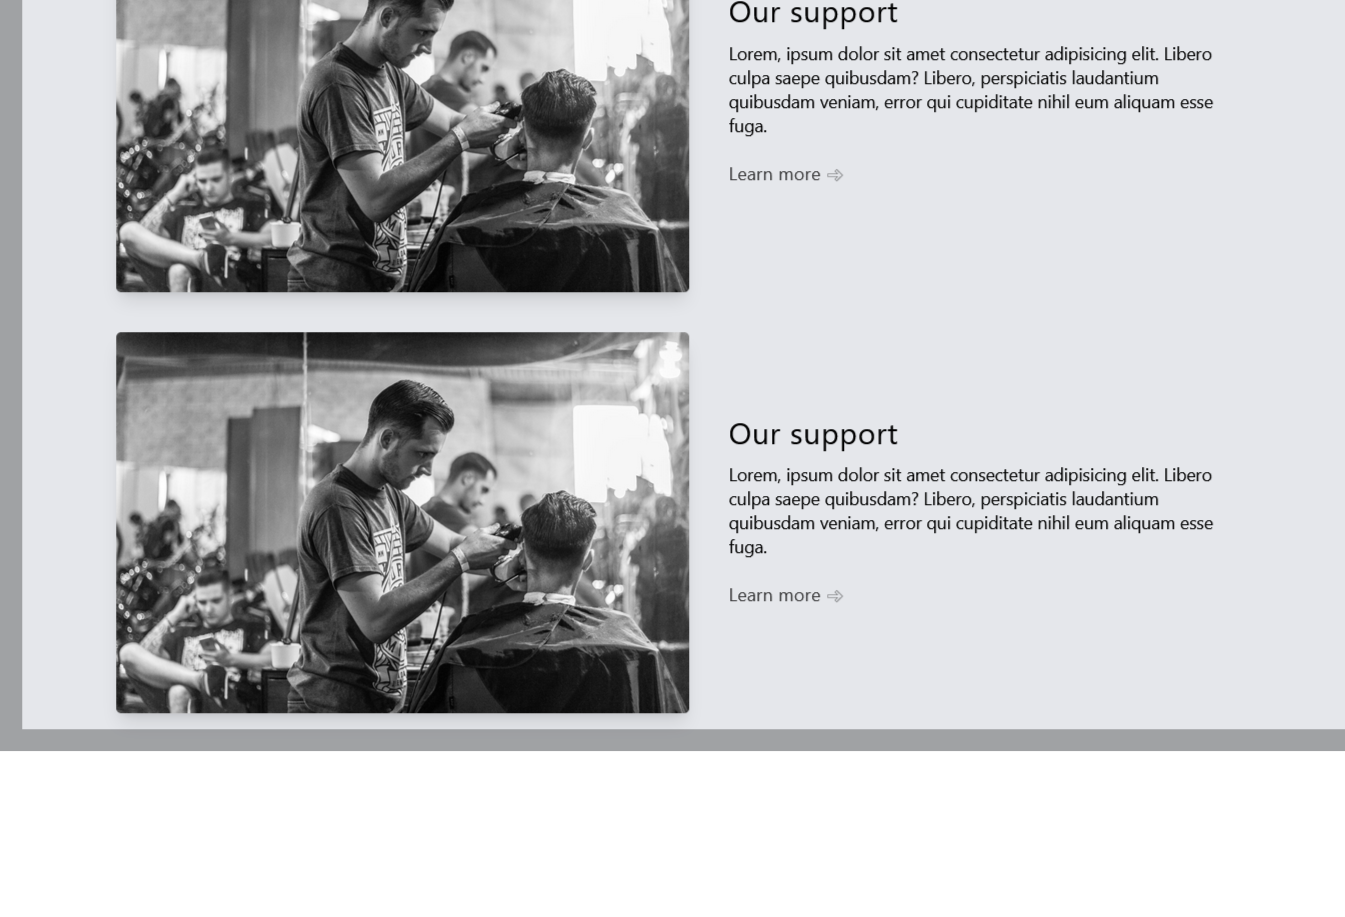 Our support
Lorem, ipsum dolor sit amet consectetur adipisicing elit. Libero
culpa saepe quibusdam? Libero, perspiciatis laudantium
quibusdam veniam, error qui cupiditate nihil eum aliquam esse
fuga.
Learn more ⇨
Our support
Lorem, ipsum dolor sit amet consectetur adipisicing elit. Libero
culpa saepe quibusdam? Libero, perspiciatis laudantium
quibusdam veniam, error qui cupiditate nihil eum aliquam esse
fuga.
Learn more ⇨